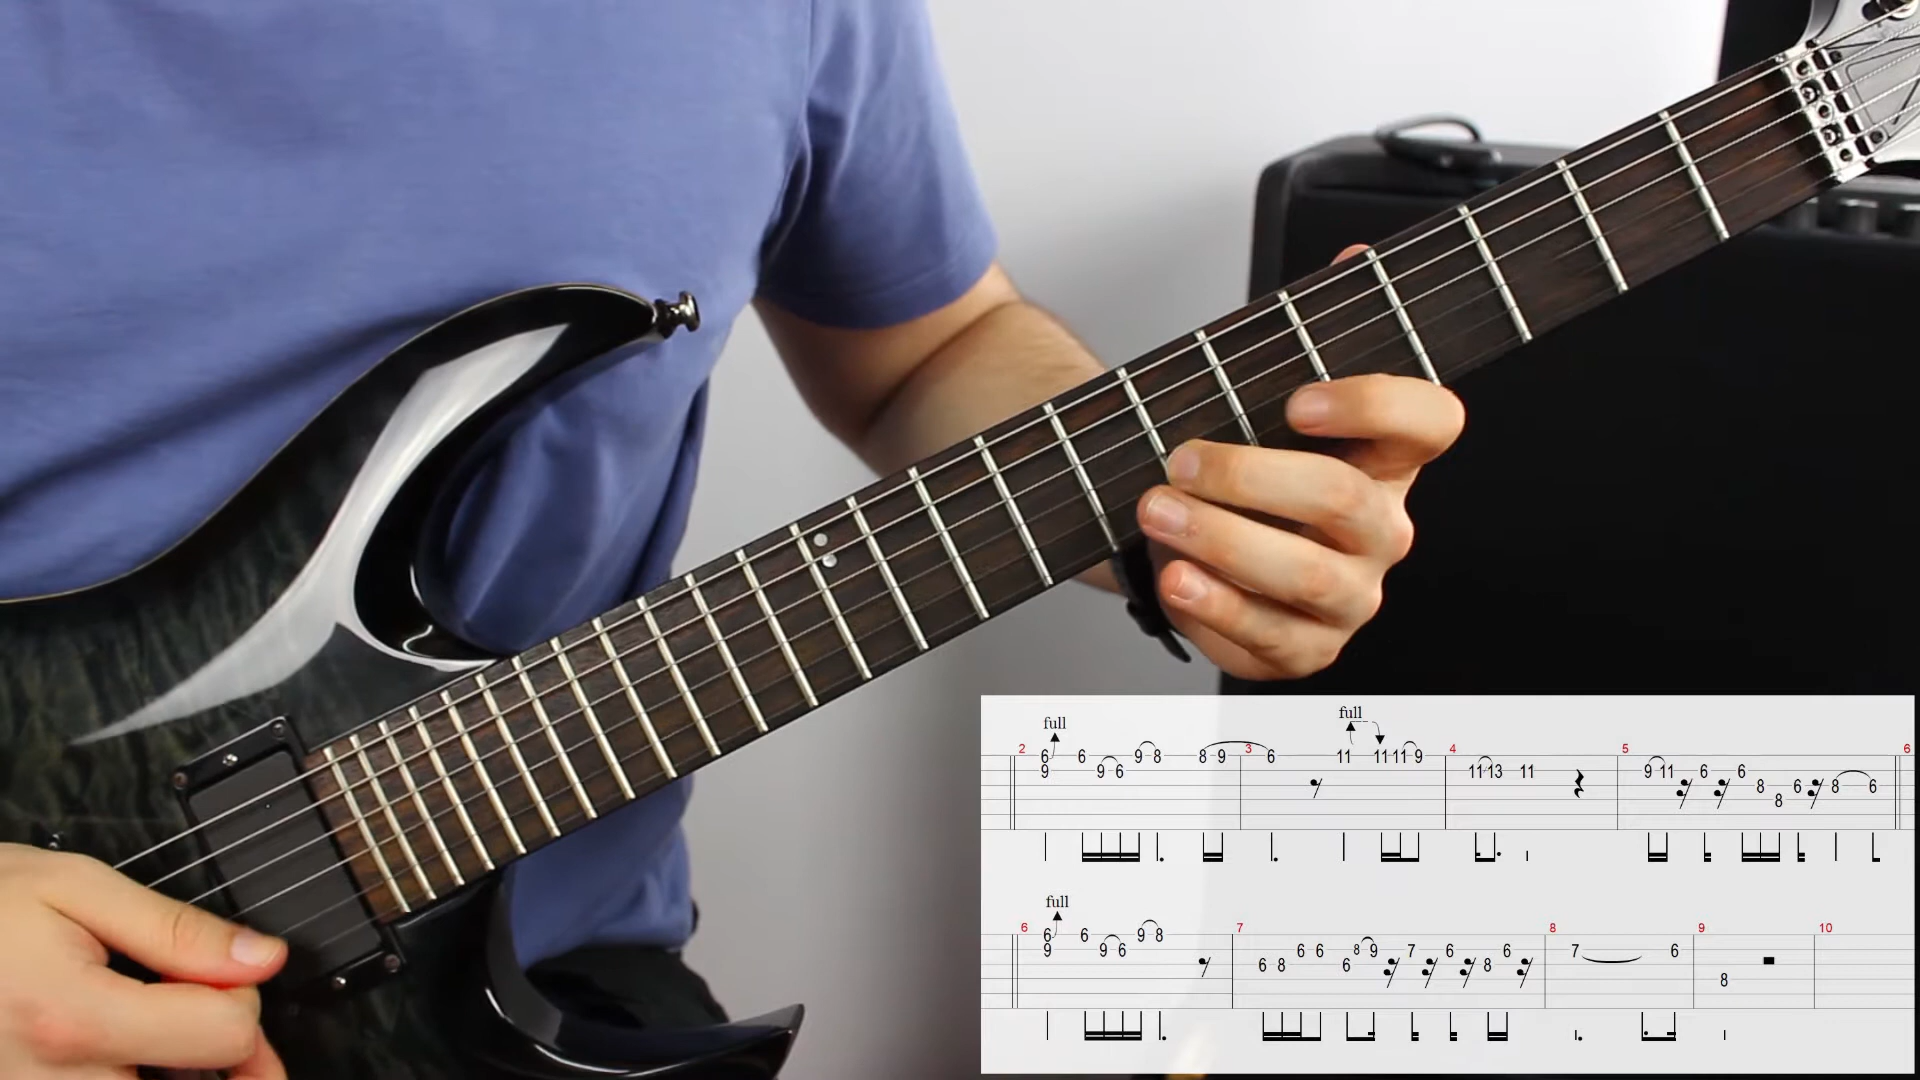 full full
2 3 4 5 6
6 6 9 8 8 9 6 11 11 11 9
9 9 6 11 13 11 9 11 6 6
8 6 8 6
8
full
6 7 8 9 10
6 6 9 8
9 9 6 6 6 8 9 7 6 6 7 6
6 8 6 8
8